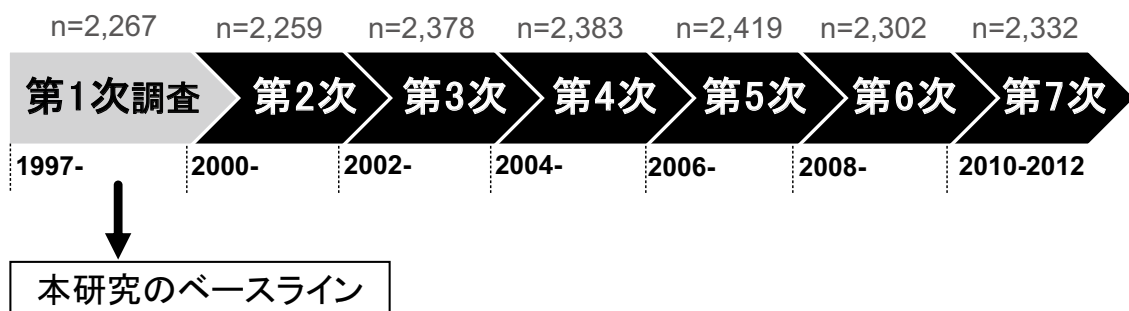 n=2,267 n=2,259 n=2,378 n=2,383 n=2,419 n=2,302 n=2,332
第1次調査 第2次 第3次 第4次 第5次 第6次 第7次
1997- 2000- 2002- 2004- 2006- 2008- 2010-2012
本研究のベースライン